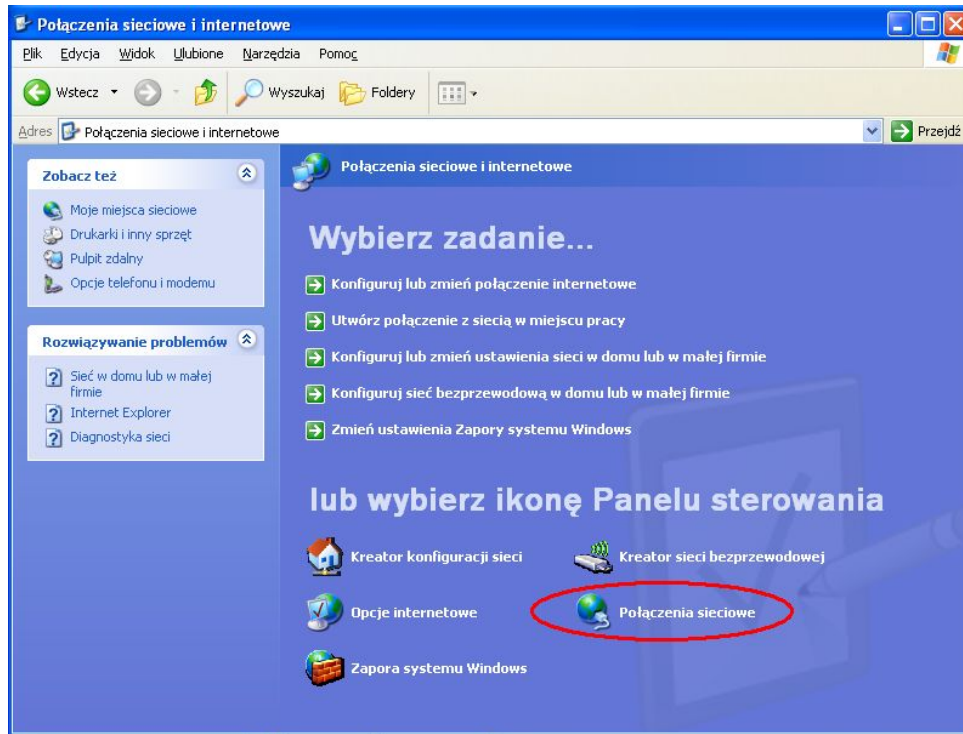 Połączenia sieciowe i internetowe
Plik Edycja Widok Ulubione Narzędzia Pomoc
Wstecz Wyszukaj Foldery
Adres Połączenia sieciowe i internetowe Przejdź
Zobacz też
Moje miejsca sieciowe
Drukarki i inny sprzęt
Pulpit zdalny
Opcje telefonu i modemu
Rozwiązywanie problemów
Sieć w domu lub w małej
firmie
Internet Explorer
Diagnostyka sieci
Połączenia sieciowe i internetowe
Wybierz zadanie...
Konfiguruj lub zmień połączenie internetowe
Utwórz połączenie z siecią w miejscu pracy
Konfiguruj lub zmień ustawienia sieci w domu lub w małej firmie
Konfiguruj sieć bezprzewodową w domu lub w małej firmie
Zmień ustawienia Zapory systemu Windows
lub wybierz ikonę Panelu sterowania
Kreator konfiguracji sieci Kreator sieci bezprzewodowej
Opcje internetowe Połączenia sieciowe
Zapora systemu Windows